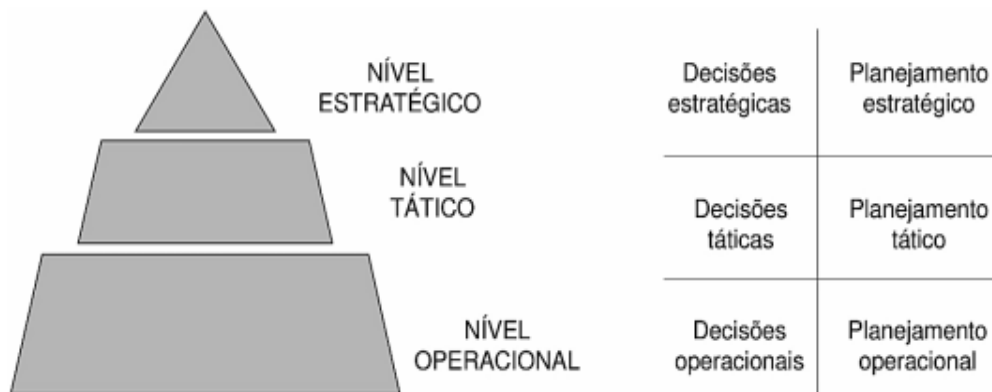 NÍVEL
ESTRATÉGICO
Decisões
estratégicas
Planejamento
estratégico
NÍVEL
TÁTICO
Decisões
táticas
Planejamento
tático
NÍVEL
OPERACIONAL
Decisões
operacionais
Planejamento
operacional